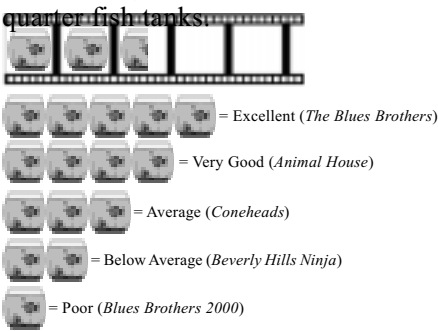 quarter fish tanks.
= Excellent (The Blues Brothers)
= Very Good (Animal House)
= Average (Coneheads)
= Below Average (Beverly Hills Ninja)
= Poor (Blues Brothers 2000)